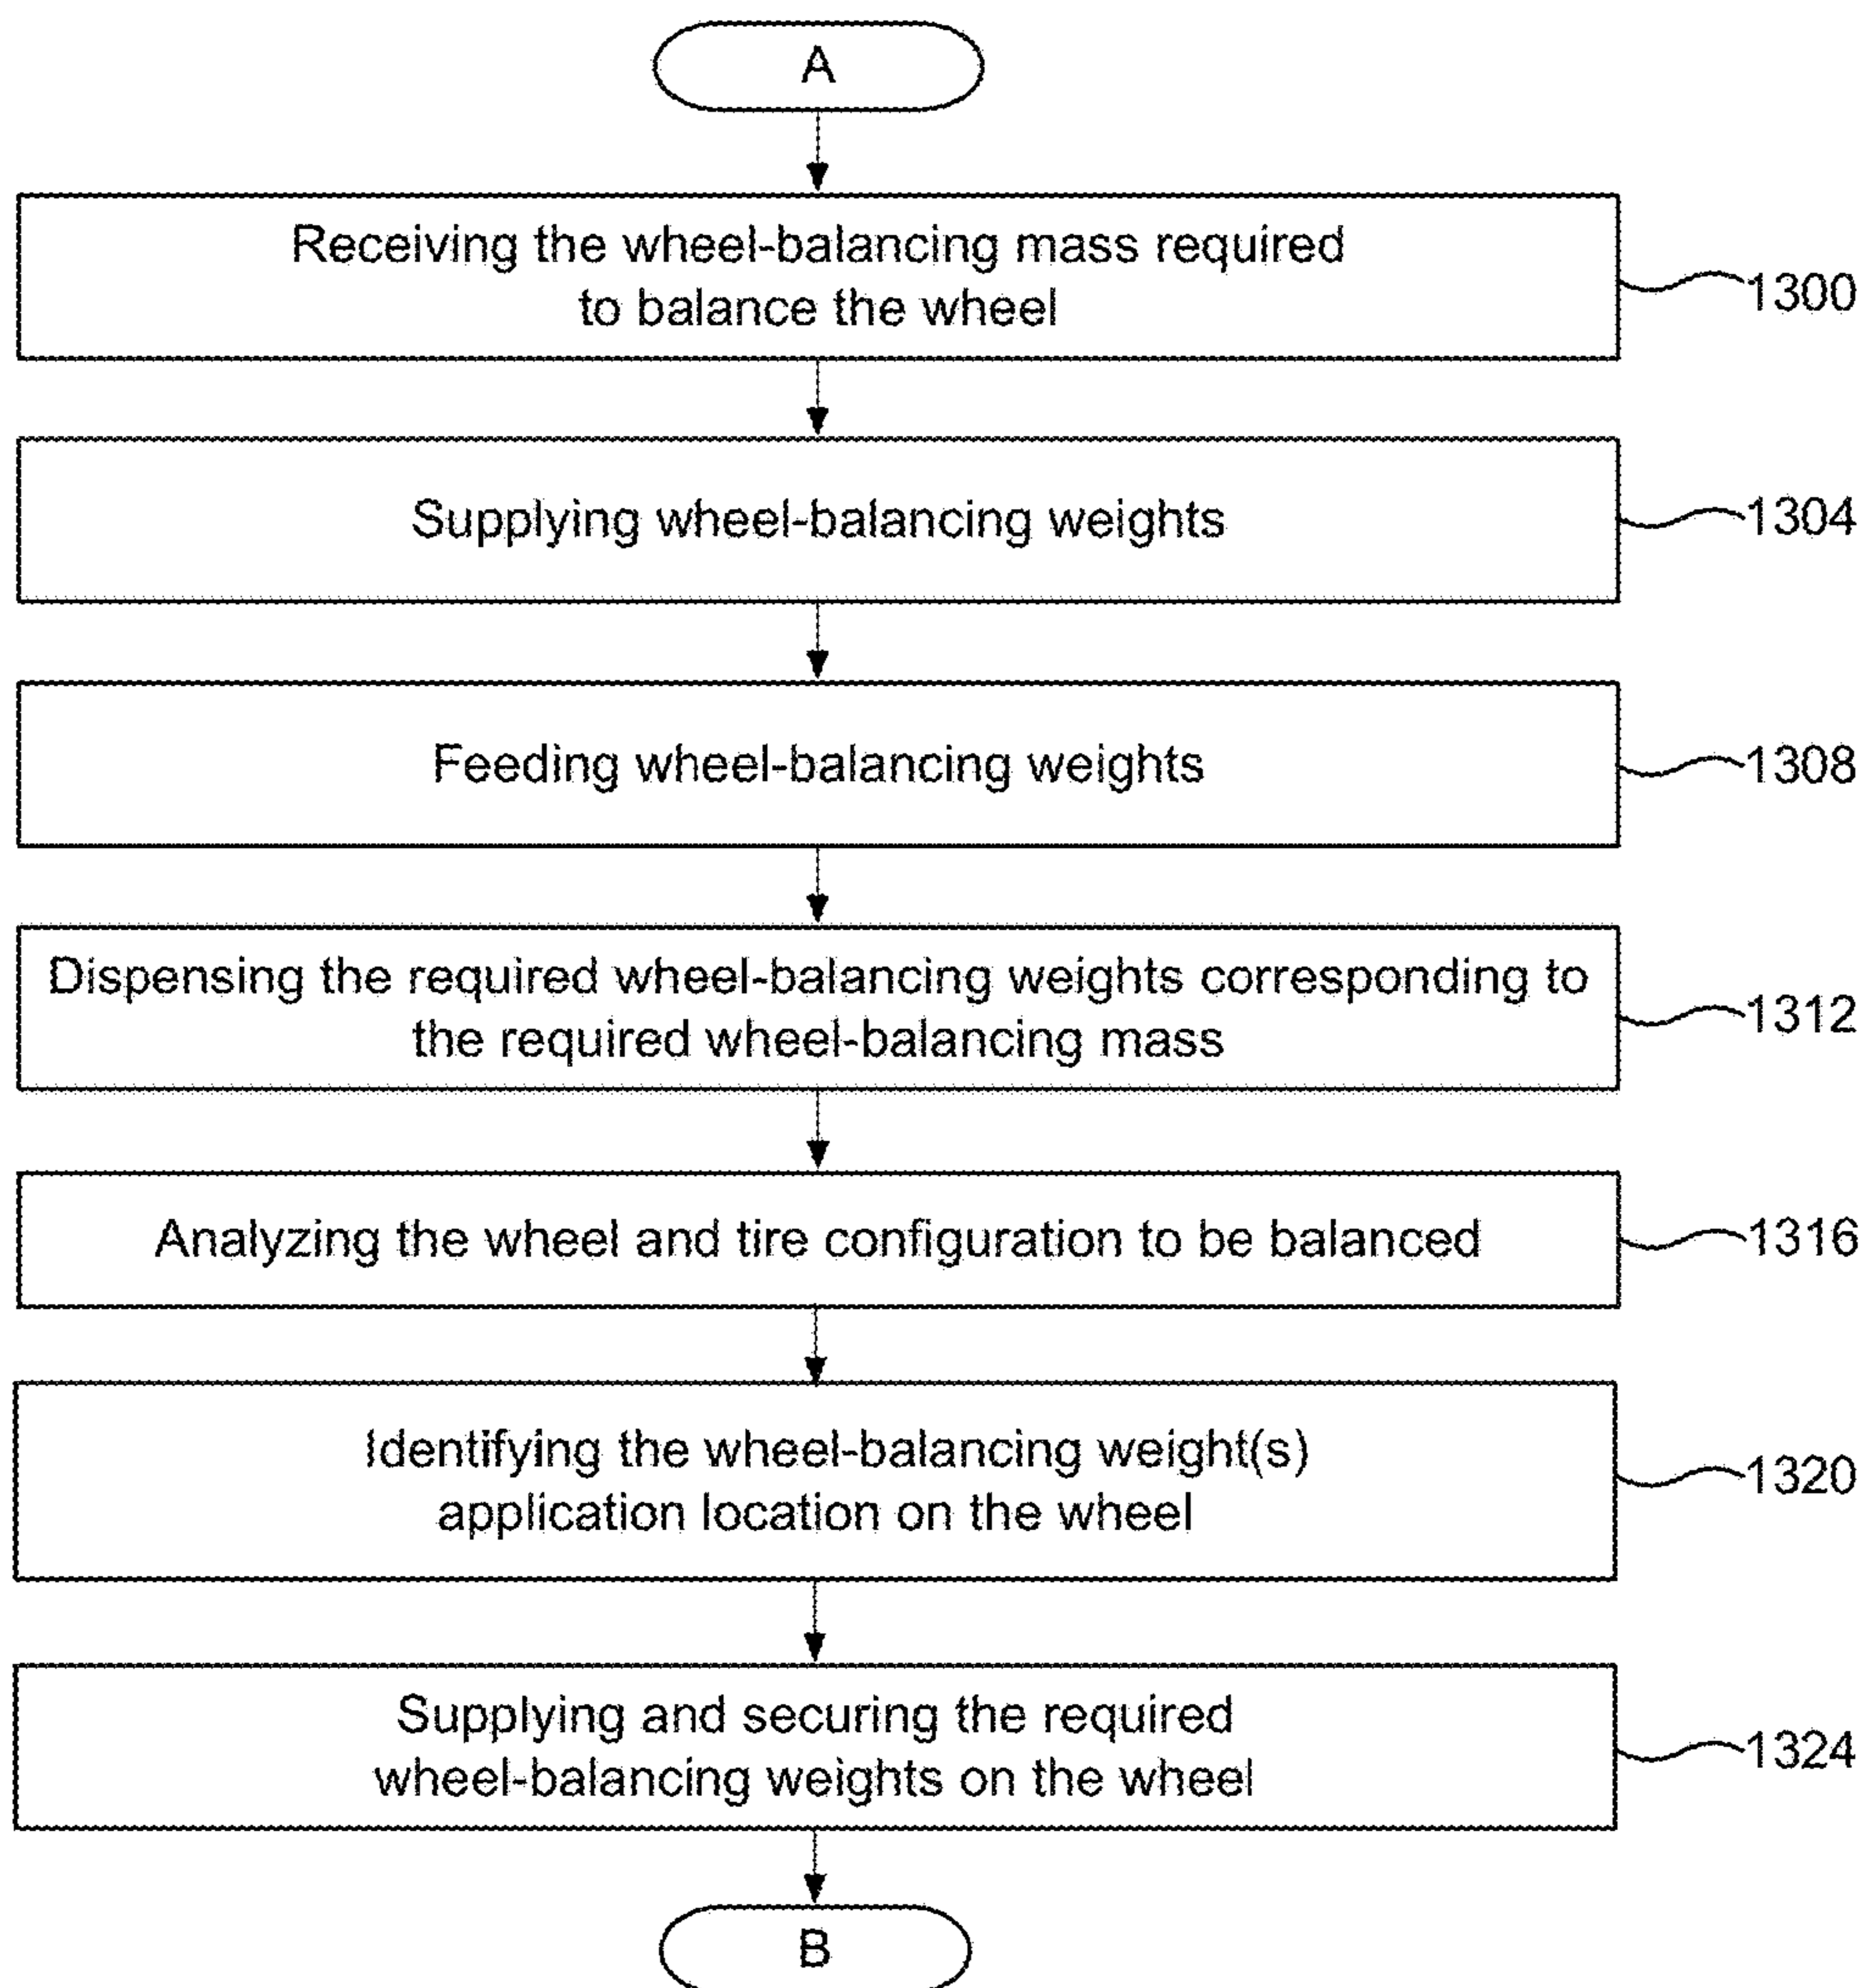 A
Receiving the wheel-balancing mass required
to balance the wheel
1300
Supplying wheel-balancing weights
1304
Feeding wheel-balancing weights
1308
Dispensing the required wheel-balancing weights corresponding to
the required wheel-balancing mass
1312
Analyzing the wheel and tire configuration to be balanced
1316
Identifying the wheel-balancing weight(s)
application location on the wheel
1320
Supplying and securing the required
wheel-balancing weights on the wheel
1324
B